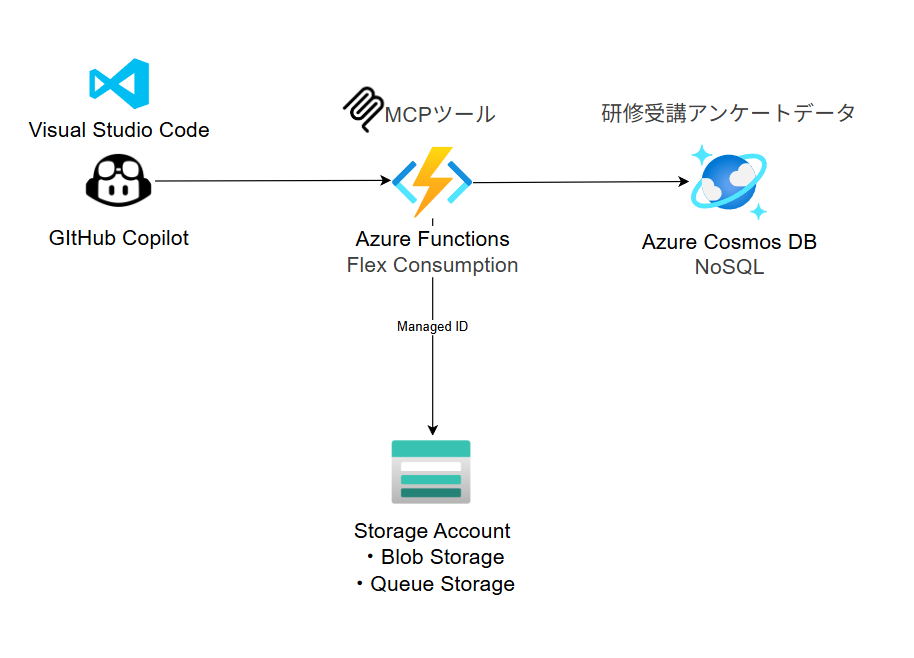 Visual Studio Code
GItHub Copilot
MCPツール
Azure Functions
Flex Consumption
研修受講アンケートデータ
Azure Cosmos DB
NoSQL
Managed ID
Storage Account
・Blob Storage
・Queue Storage